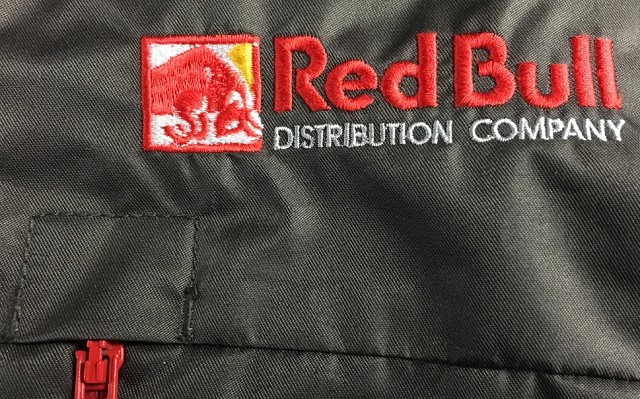 Red Bull
DISTRIBUTION COMPANY